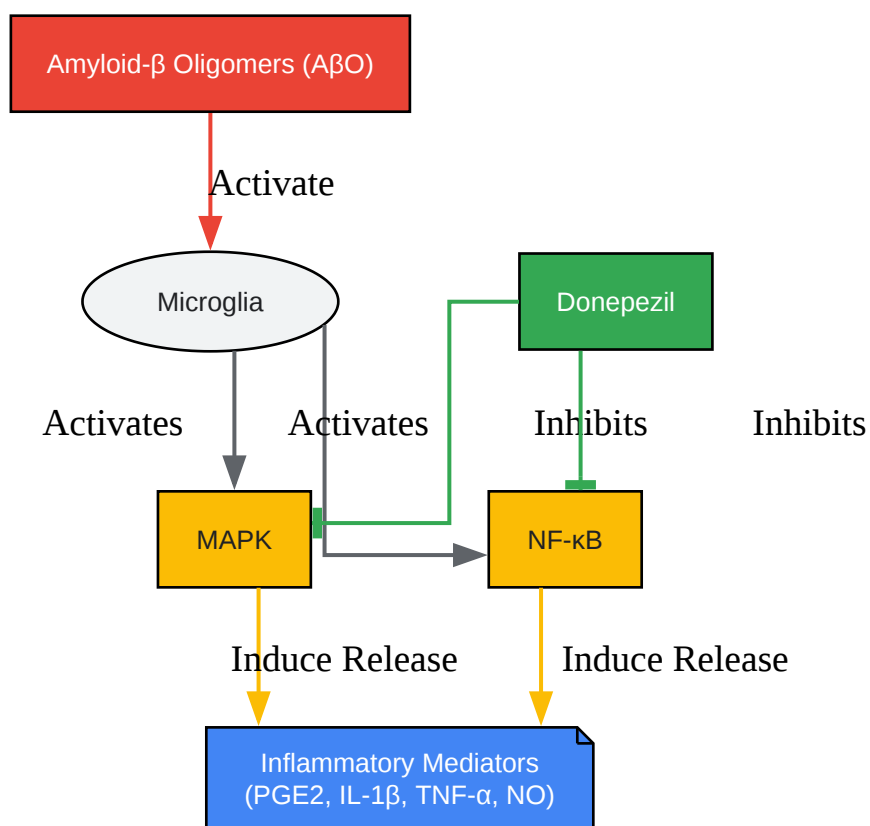 Amyloid-β Oligomers (AβO)
Activate
Microglia
Donepezil
Activates
Activates
Inhibits
Inhibits
MAPK
NF-κB
Induce Release
Induce Release
Inflammatory Mediators
(PGE2, IL-1β, TNF-α, NO)